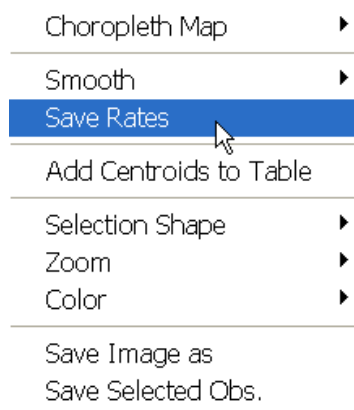 Choropleth Map
Smooth
Save Rates
Add Centroids to Table
Selection Shape
Zoom
Color
Save Image as
Save Selected Obs.